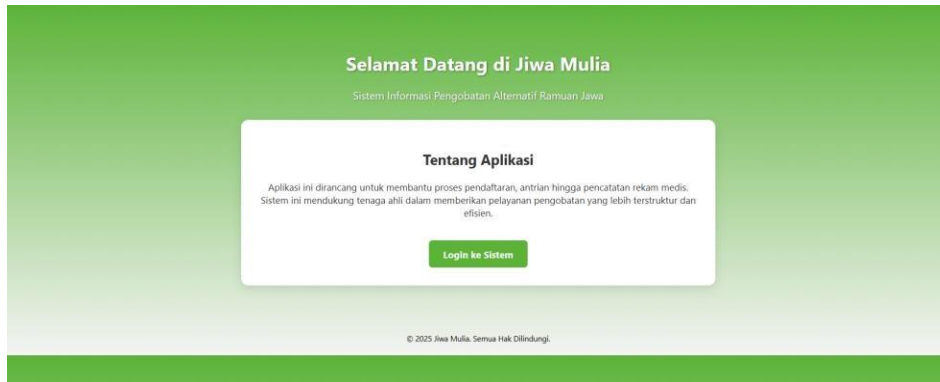 Selamat Datang di Jiwa Mulia
Sistem Informasi Pengobatan Alternatif Ramuan Jawa
Tentang Aplikasi
Aplikasi ini dirancang untuk membantu proses pendaftaran, antrian hingga pencatatan rekam medis.
Sistem ini mendukung tenaga ahli dalam memberikan pelayanan pengobatan yang lebih terstruktur dan
efisien.
Login ke Sistem
© 2025 Jiwa Mulia. Semua Hak Dilindungi.